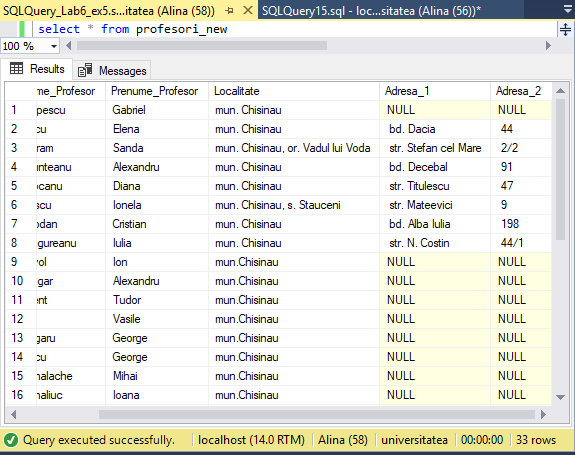 SQLQuery_Lab6_ex5.s...itatea (Alina (58)) SQLQuery15.sql - loc...sitatea (Alina (56))*
select * from profesori_new
100 %
Results Messages
me_Profesor Prenume_Profesor Localitate Adresa_1 Adresa_2
1 opescu Gabriel mun. Chisinau NULL NULL
2 cu Elena mun. Chisinau bd. Dacia 44
3 ram Sanda mun. Chisinau, or. Vadul lui Voda str. Stefan cel Mare 2/2
4 unteanu Alexandru mun. Chisinau bd. Decebal 91
5 ocanu Diana mun. Chisinau str. Titulescu 47
6 scu Ionela mun. Chisinau, s. Stauceni str. Mateevici 9
7 odan Cristian mun. Chisinau bd. Alba Iulia 198
8 gureanu Iulia mun. Chisinau str. N. Costin 44/1
9 vol Ion mun.Chisinau NULL NULL
10 gar Alexandru mun.Chisinau NULL NULL
11 ent Tudor mun.Chisinau NULL NULL
12 Vasile mun.Chisinau NULL NULL
13 garu George mun.Chisinau NULL NULL
14 cu George mun.Chisinau NULL NULL
15 nalache Mihai mun.Chisinau NULL NULL
16 naliuc Ioana mun.Chisinau NULL NULL
Query executed successfully. localhost (14.0 RTM) Alina (58) universitatea 00:00:00 33 rows